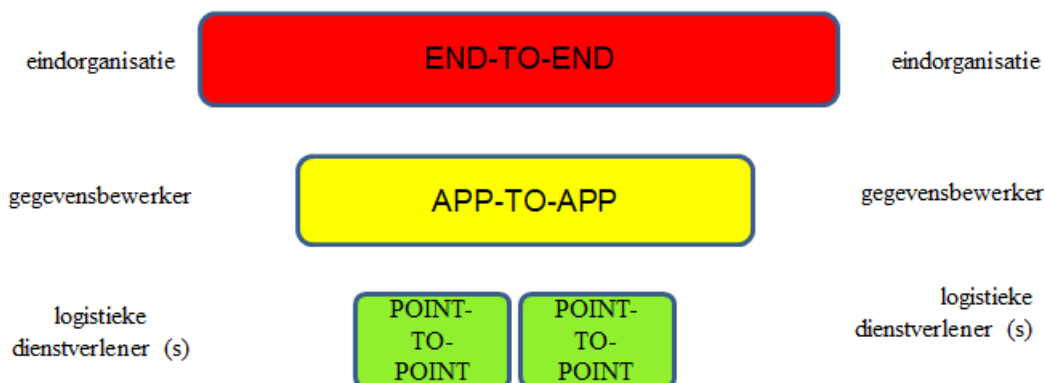 eindorganisatie
END-TO-END
eindorganisatie
gegevensbewerker
APP-TO-APP
gegevensbewerker
logistieke
dienstverlener (s)
POINT-
TO-
POINT
POINT-
TO-
POINT
logistieke
dienstverlener (s)